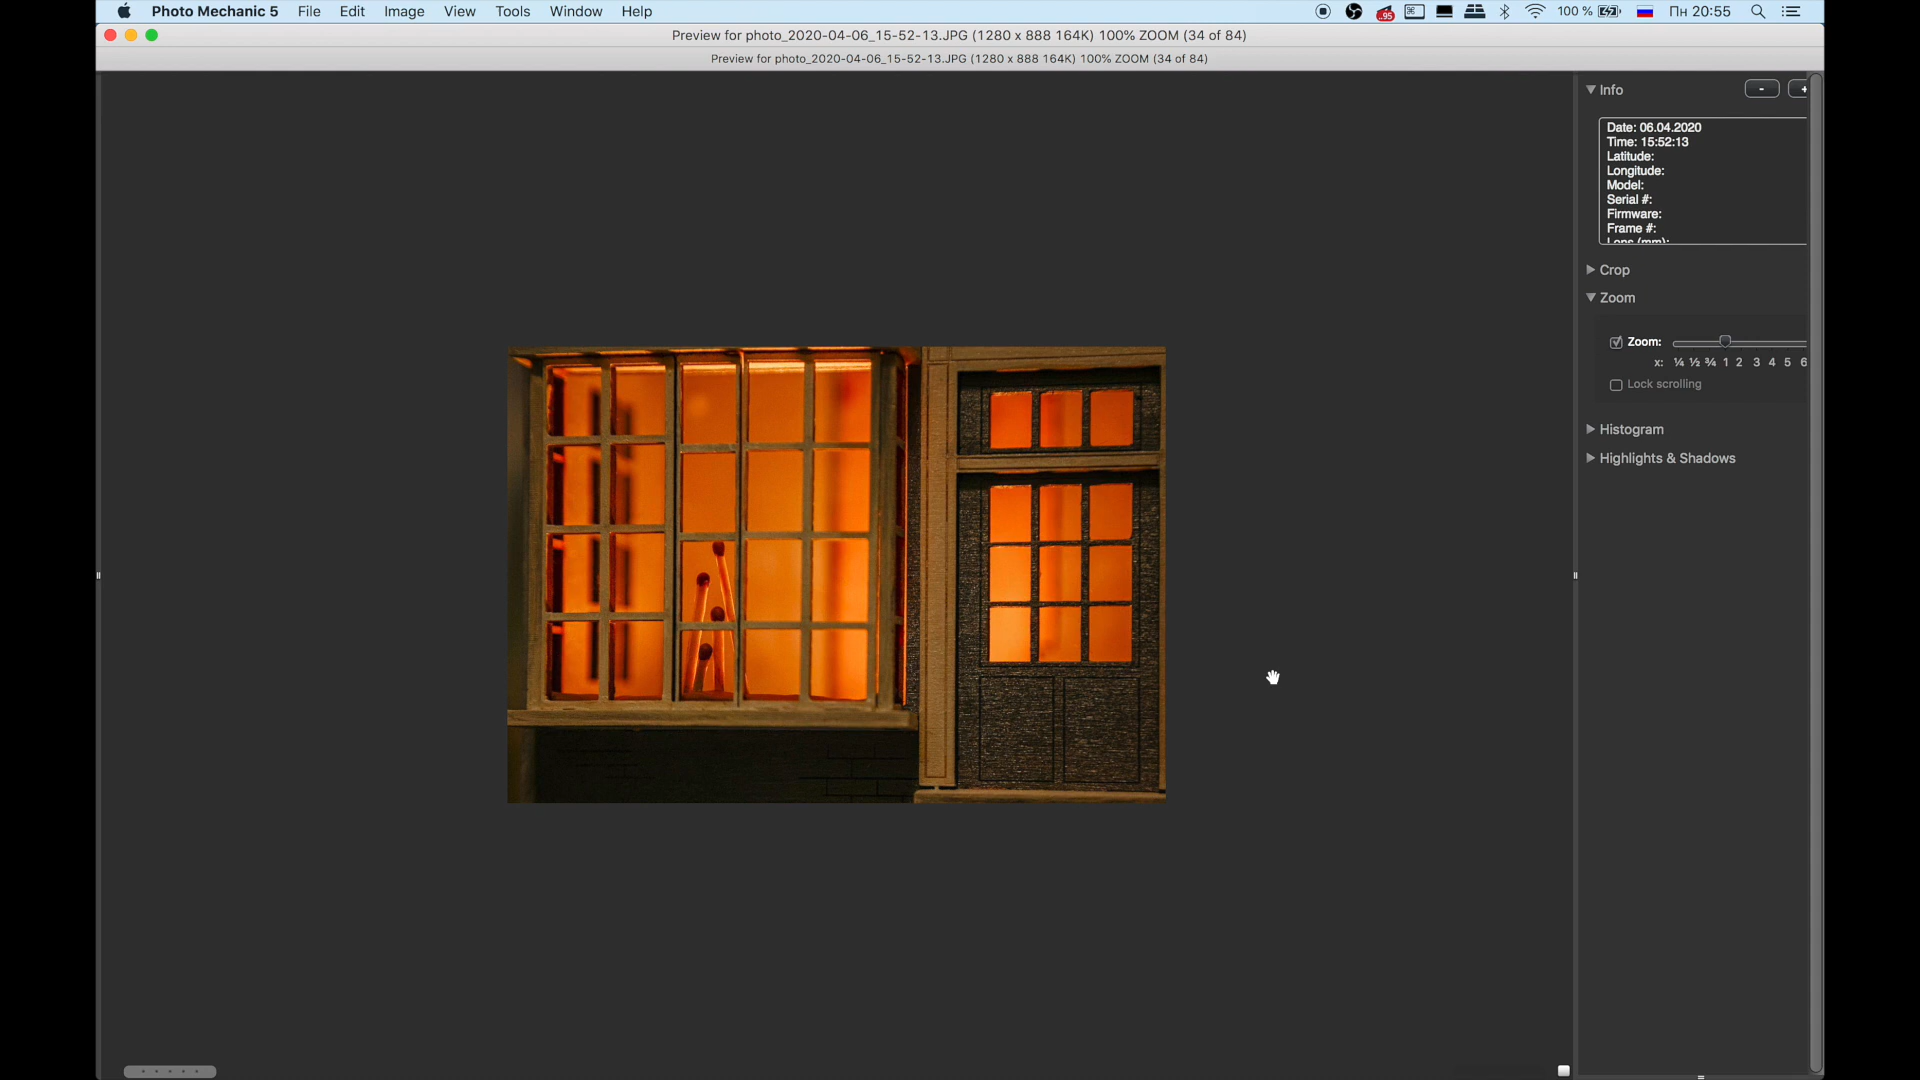 Photo Mechanic 5 File Edit Image View Tools Window Help 95 100 % Пн 20:55
Preview for photo_2020-04-06_15-52-13.JPG (1280 x 888 164K) 100% ZOOM (34 of 84)
Preview for photo_2020-04-06_15-52-13.JPG (1280 x 888 164K) 100% ZOOM (34 of 84)
Info - +
Date: 06.04.2020
Time: 15:52:13
Latitude:
Longitude:
Model:
Serial #:
Firmware:
Frame #:
Lens (mm):
Crop
Zoom
Zoom:
x: ¼ ½ ¾ 1 2 3 4 5 6
Lock scrolling
Histogram
Highlights & Shadows